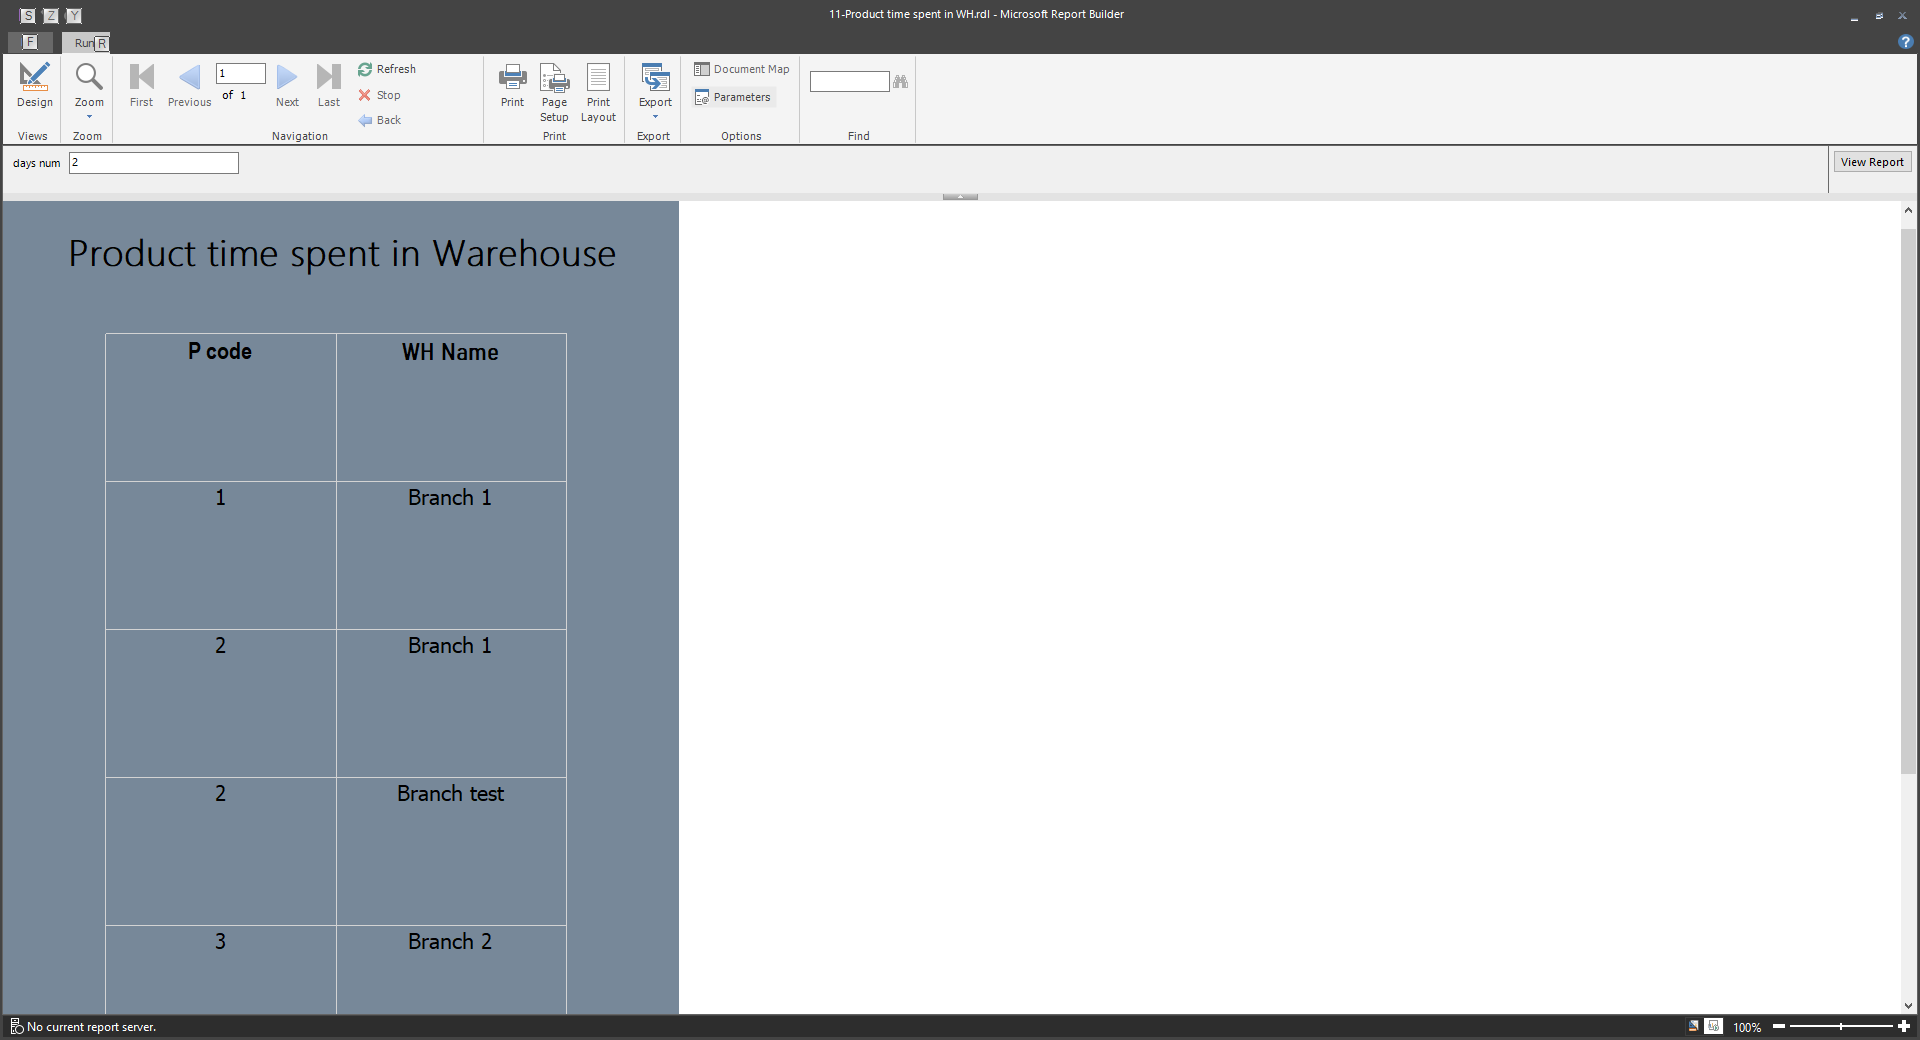 S Z Y
11-Product time spent in WH.rdl - Microsoft Report Builder
F Run R
?
Design
Zoom
First
Previous
1
of 1
Next
Last
Refresh
Stop
Back
Print
Page Setup
Print Layout
Export
Document Map
Parameters
Views
Zoom
Navigation
Print
Export
Options
Find
days num 2
View Report
Product time spent in Warehouse
P code WH Name
1 Branch 1
2 Branch 1
2 Branch test
3 Branch 2
No current report server.
100%